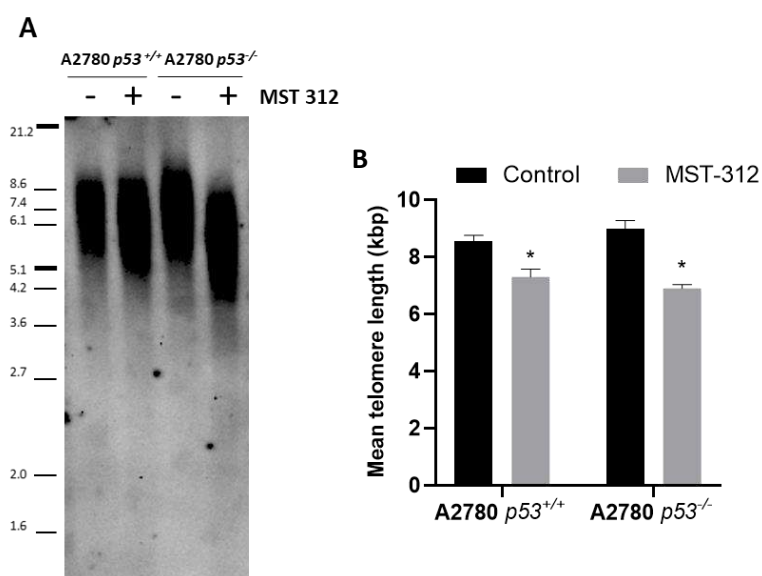 A
A2780 p53+/+ A2780 p53-/-
- + - + MST 312
21.2
8.6
7.4
6.1
5.1
4.2
3.6
2.7
2.0
1.6
B
Control MST-312
Mean telomere length (kbp)
10
8
6
4
2
0
* *
A2780 p53+/+ A2780 p53-/-